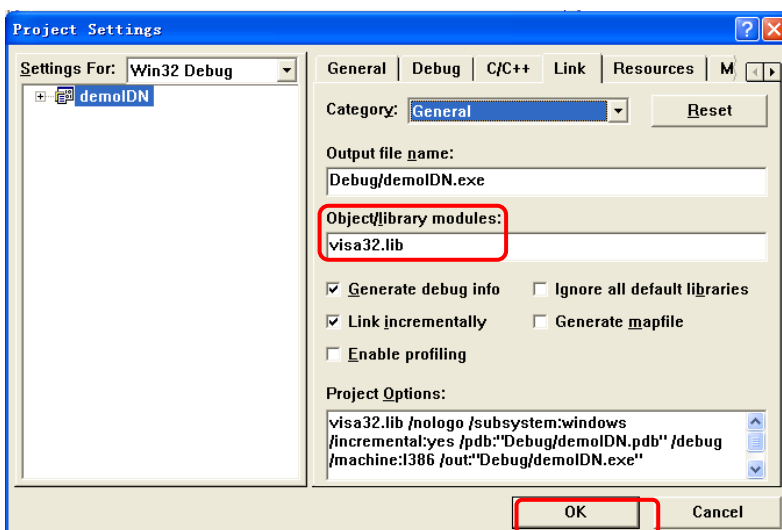 Project Settings
Settings For: Win32 Debug
demoIDN
General Debug C/C++ Link Resources M
Category: General Reset
Output file name:
Debug/demoIDN.exe
Object/library modules:
visa32.lib
Generate debug info Ignore all default libraries
Link incrementally Generate mapfile
Enable profiling
Project Options:
visa32.lib /nologo /subsystem:windows
/incremental:yes /pdb:"Debug/demoIDN.pdb" /debug
/machine:I386 /out:"Debug/demoIDN.exe"
OK Cancel